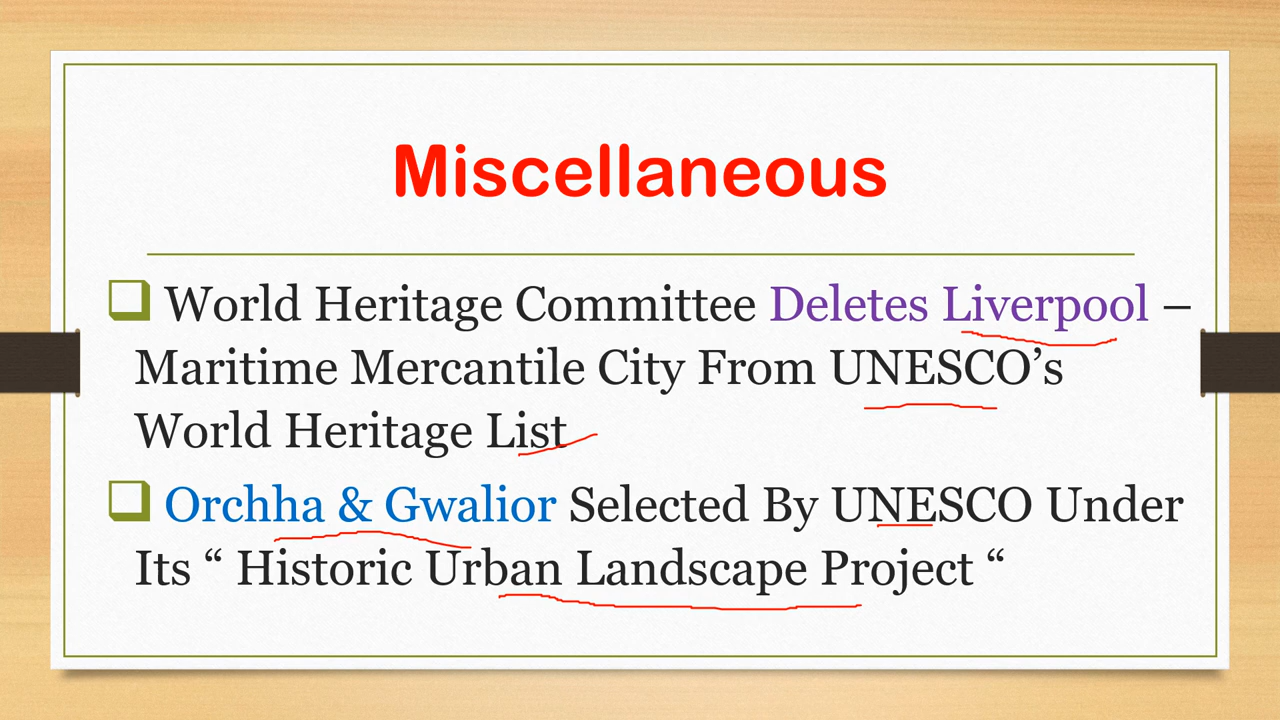 Miscellaneous
World Heritage Committee Deletes Liverpool –
Maritime Mercantile City From UNESCO’s
World Heritage List
Orchha & Gwalior Selected By UNESCO Under
Its “ Historic Urban Landscape Project “